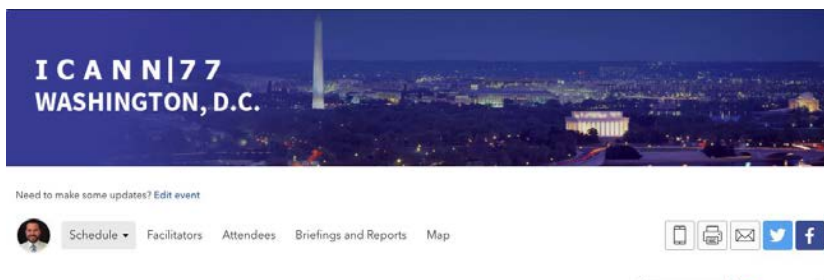 ICANN|77
WASHINGTON, D.C.
Need to make some updates? Edit event
Schedule Facilitators Attendees Briefings and Reports Map